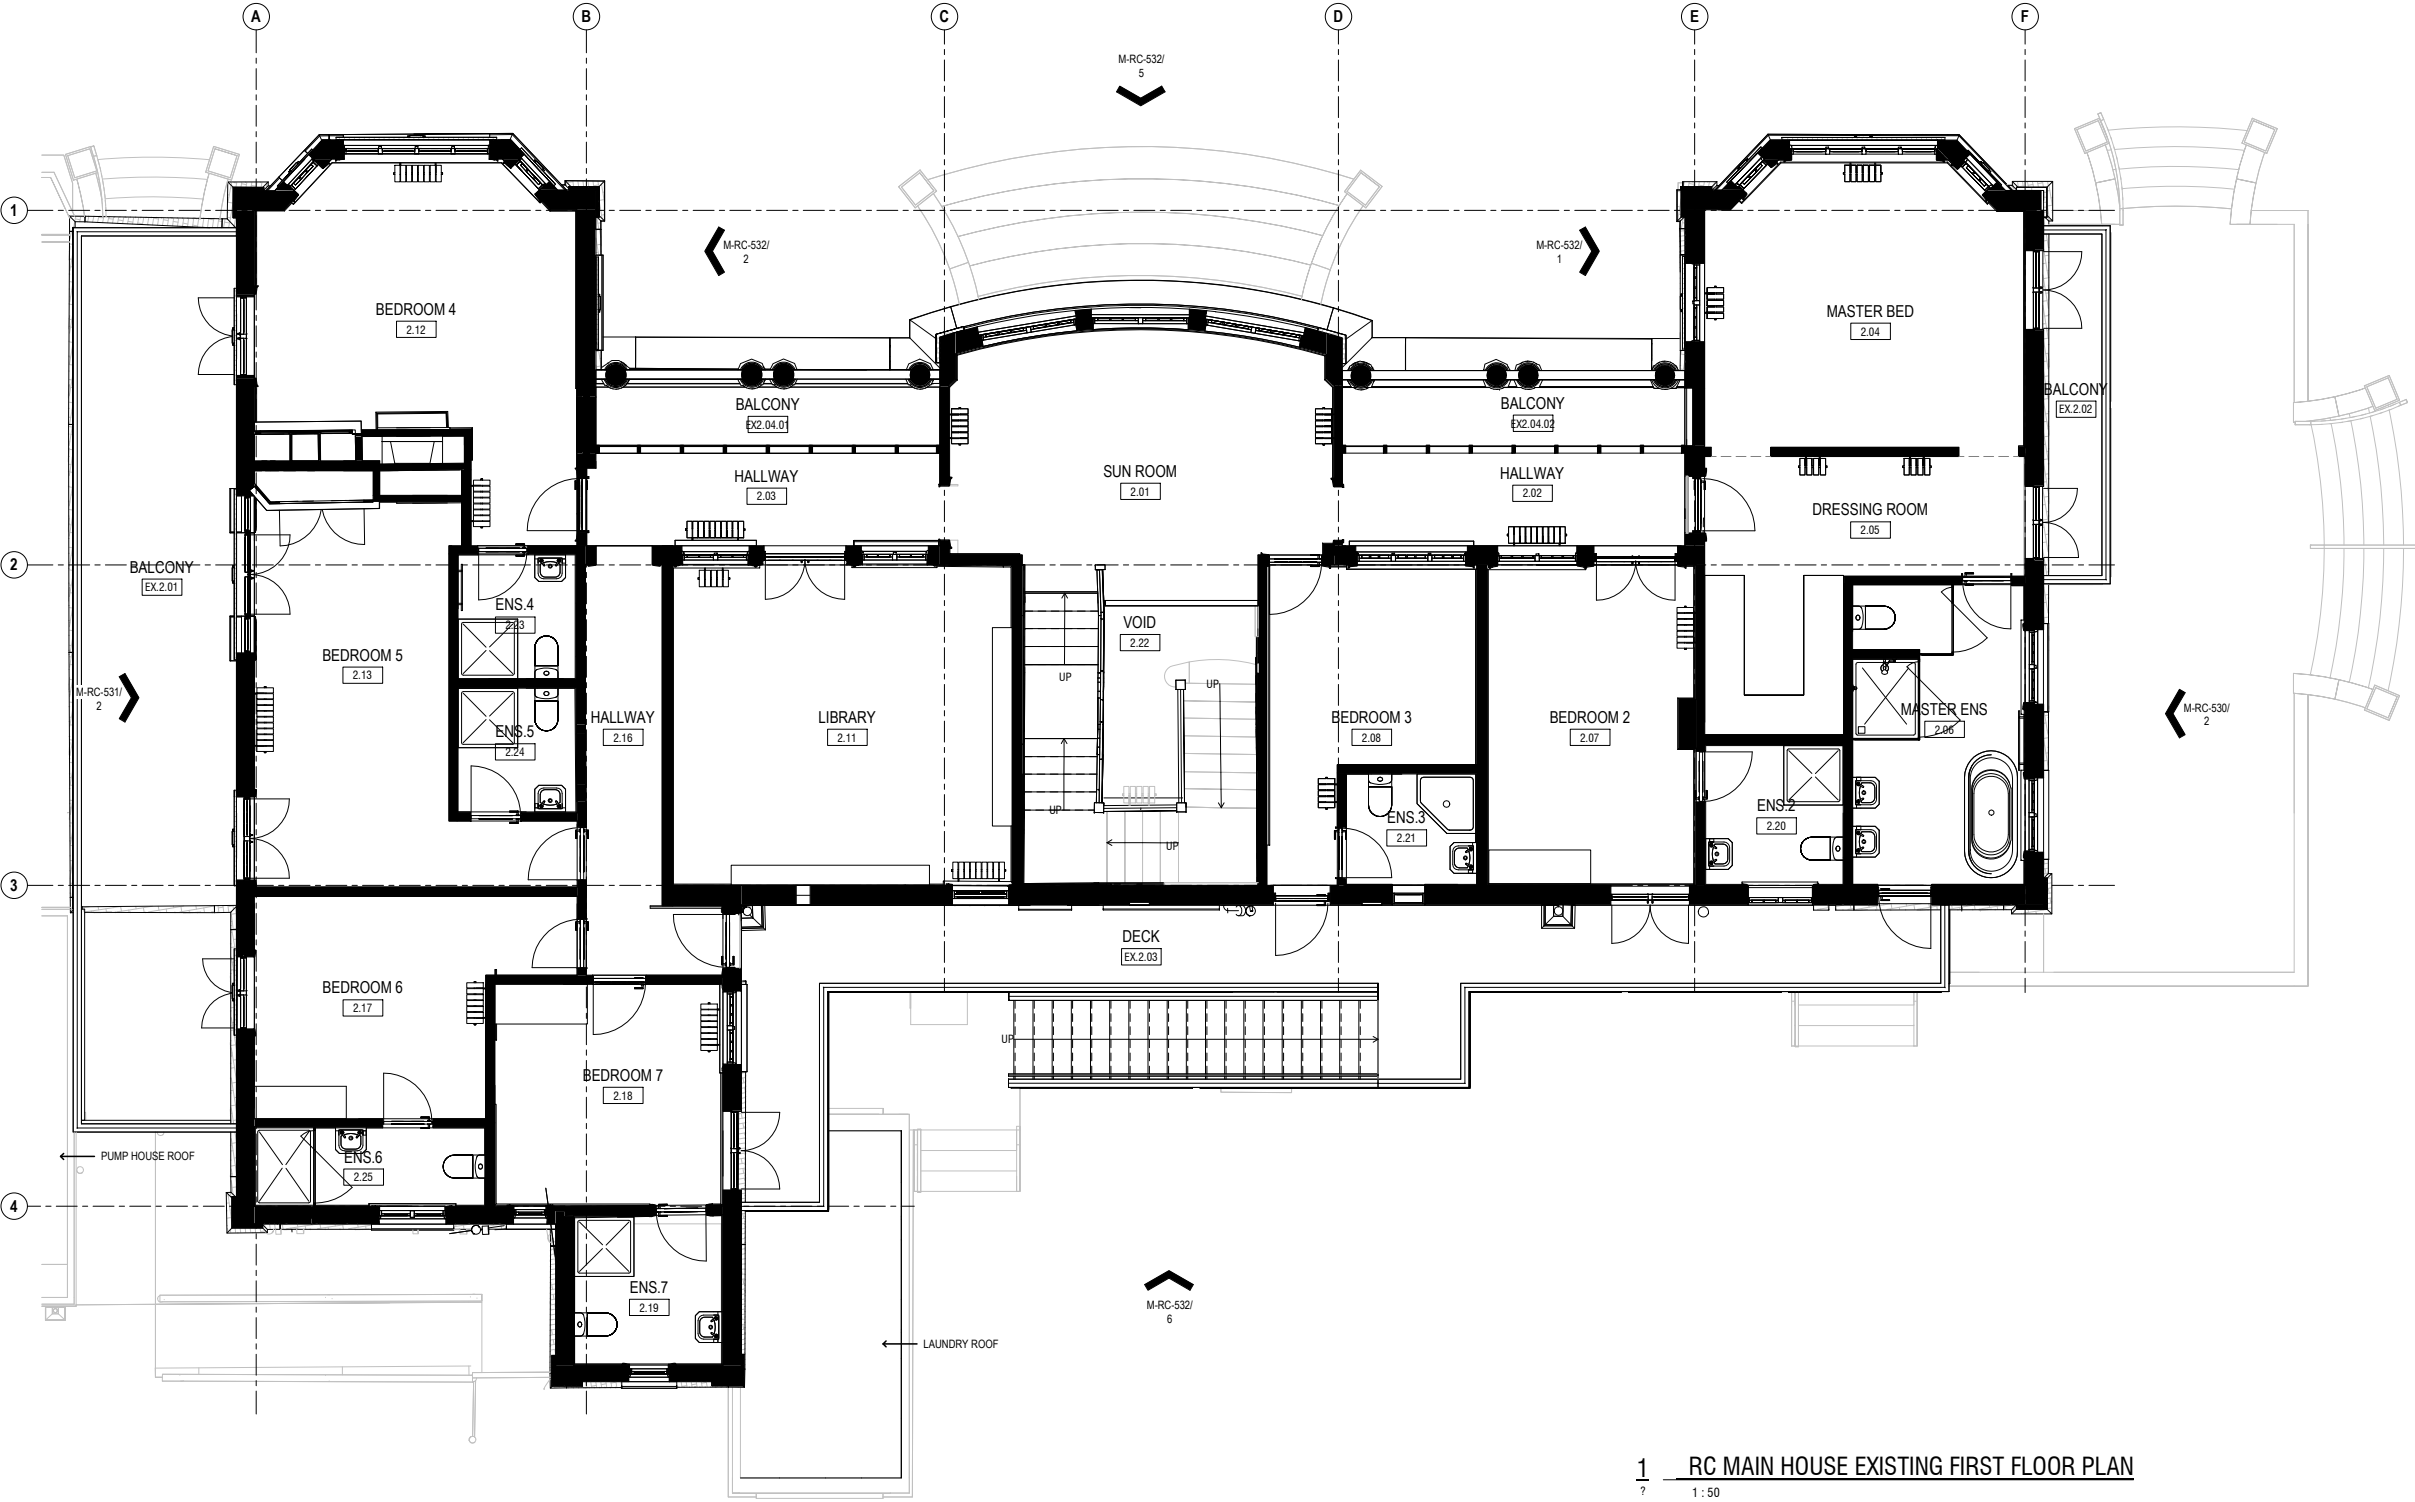 A B C D E F
M-RC-532/
5
1
M-RC-532/
2
M-RC-532/
1
BEDROOM 4
2.12
MASTER BED
2.04
BALCONY
EX.2.02
BALCONY
EX2.04.01
BALCONY
EX2.04.02
HALLWAY
2.03
SUN ROOM
2.01
HALLWAY
2.02
DRESSING ROOM
2.05
2
BALCONY
EX.2.01
ENS.4
2.23
VOID
2.22
BEDROOM 5
2.13
UP
UP
M-RC-531/
2
ENS.5
2.24
HALLWAY
2.16
LIBRARY
2.11
BEDROOM 3
2.08
BEDROOM 2
2.07
MASTER ENS
2.06
M-RC-530/
2
UP
UP
ENS.3
2.21
ENS.2
2.20
3
DECK
EX.2.03
BEDROOM 6
2.17
UP
BEDROOM 7
2.18
PUMP HOUSE ROOF
ENS.6
2.25
4
ENS.7
2.19
M-RC-532/
6
LAUNDRY ROOF
1 RC MAIN HOUSE EXISTING FIRST FLOOR PLAN
? 1 : 50